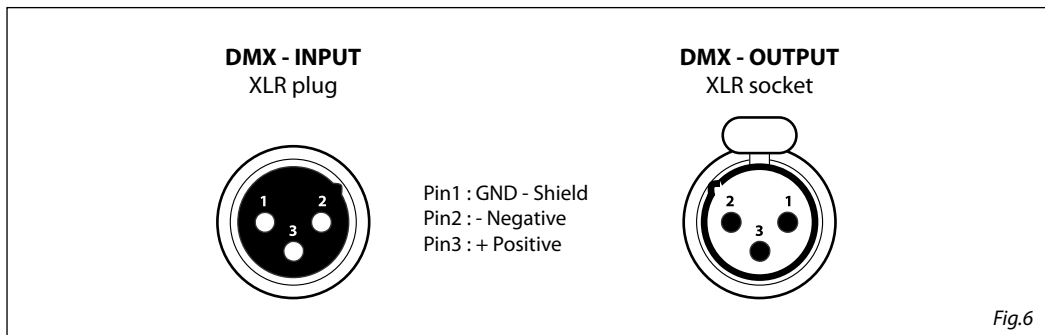 DMX - INPUT
XLR plug
DMX - OUTPUT
XLR socket
1 2
3
Pin1 : GND - Shield
Pin2 : - Negative
Pin3 : + Positive
2 1
3
Fig.6